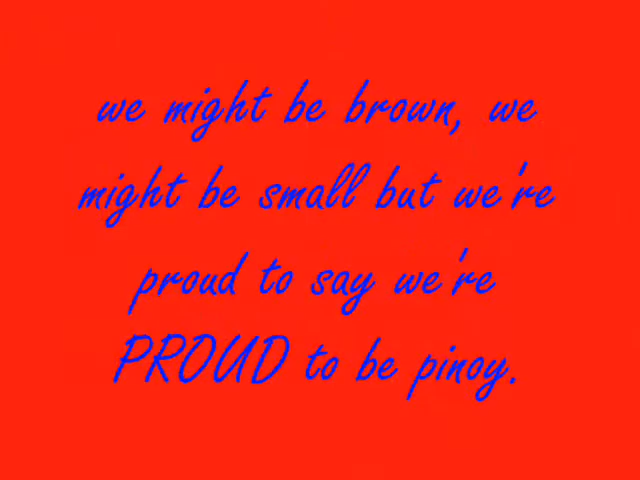 we might be brown, we
might be small but we're
proud to say we're
PROUD to be pinoy.